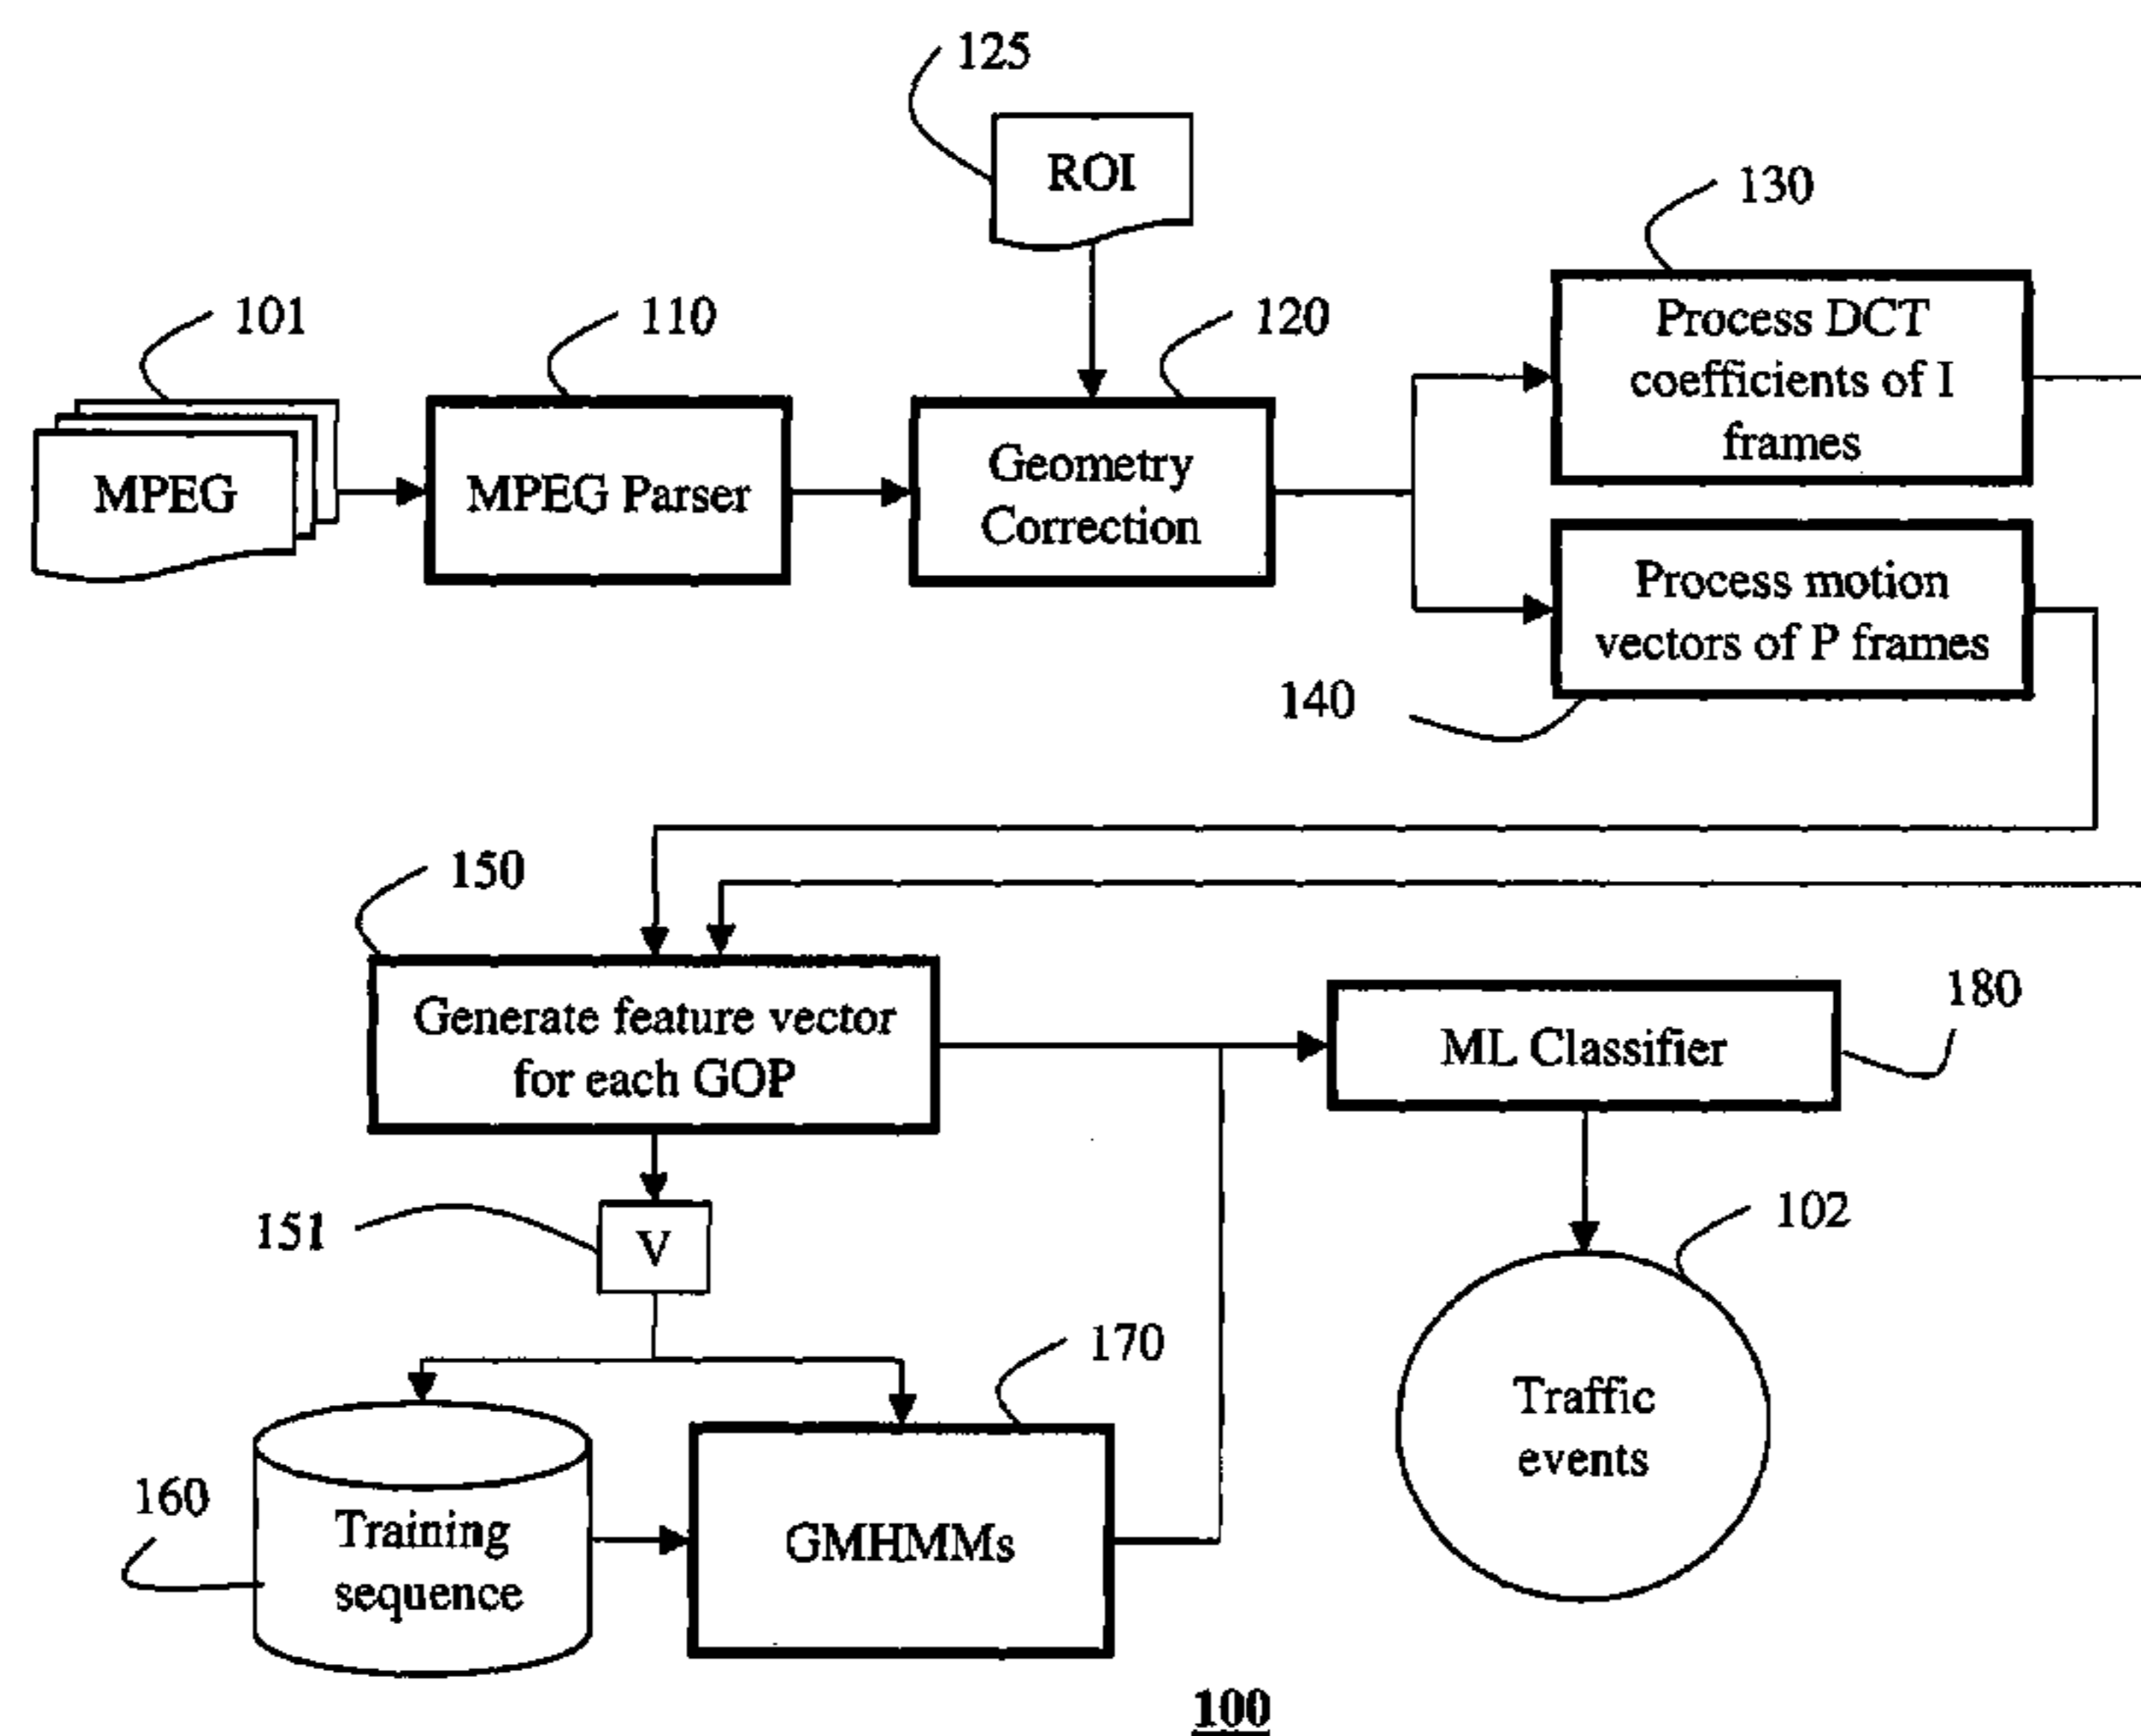 125
ROI
130
101
110
120
Process DCT
coefficients of I
frames
MPEG
MPEG Parser
Geometry
Correction
Process motion
vectors of P frames
140
150
Generate feature vector
for each GOP
ML Classifier
180
151
V
102
170
Traffic
events
160
Training
sequence
GMHMMs
100